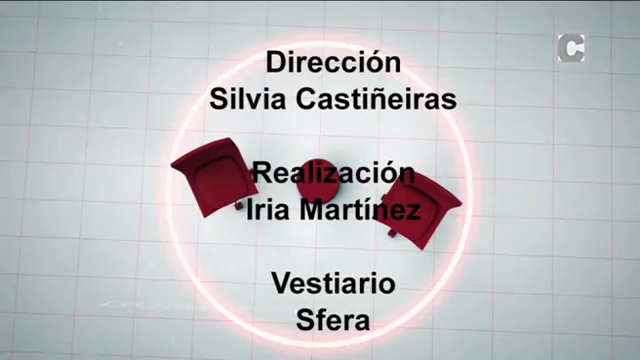 Dirección
Silvia Castiñeiras
Realización
Iria Martínez
Vestiario
Sfera
C